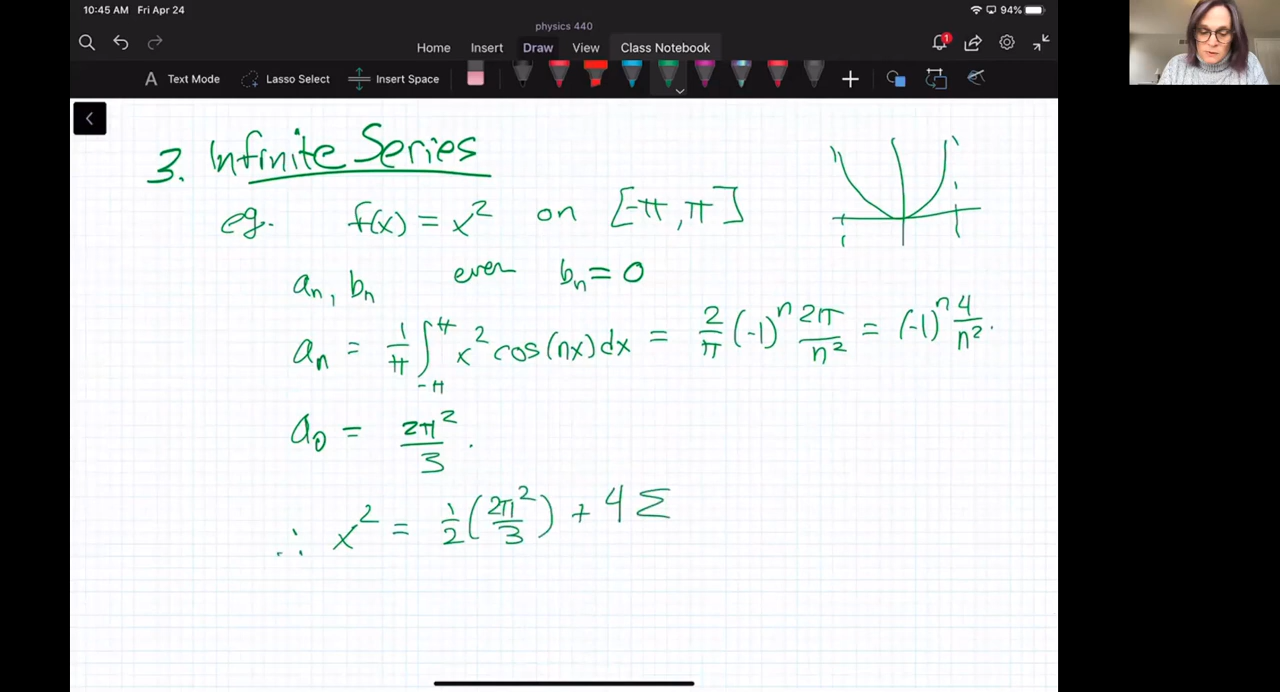 10:45 AM Fri Apr 24
94%
physics 440
Home Insert Draw View Class Notebook
1
Text Mode Lasso Select Insert Space
3. Infinite Series
eg. f(x) = x² on [-π, π]
aₙ, bₙ even bₙ = 0
aₙ = 1/π ∫_{-π}^{π} x² cos(nx) dx = 2/π (-1)ⁿ 2π/n² = (-1)ⁿ 4/n².
a₀ = 2π²/3.
∴ x² = 1/2 (2π²/3) + 4 Σ